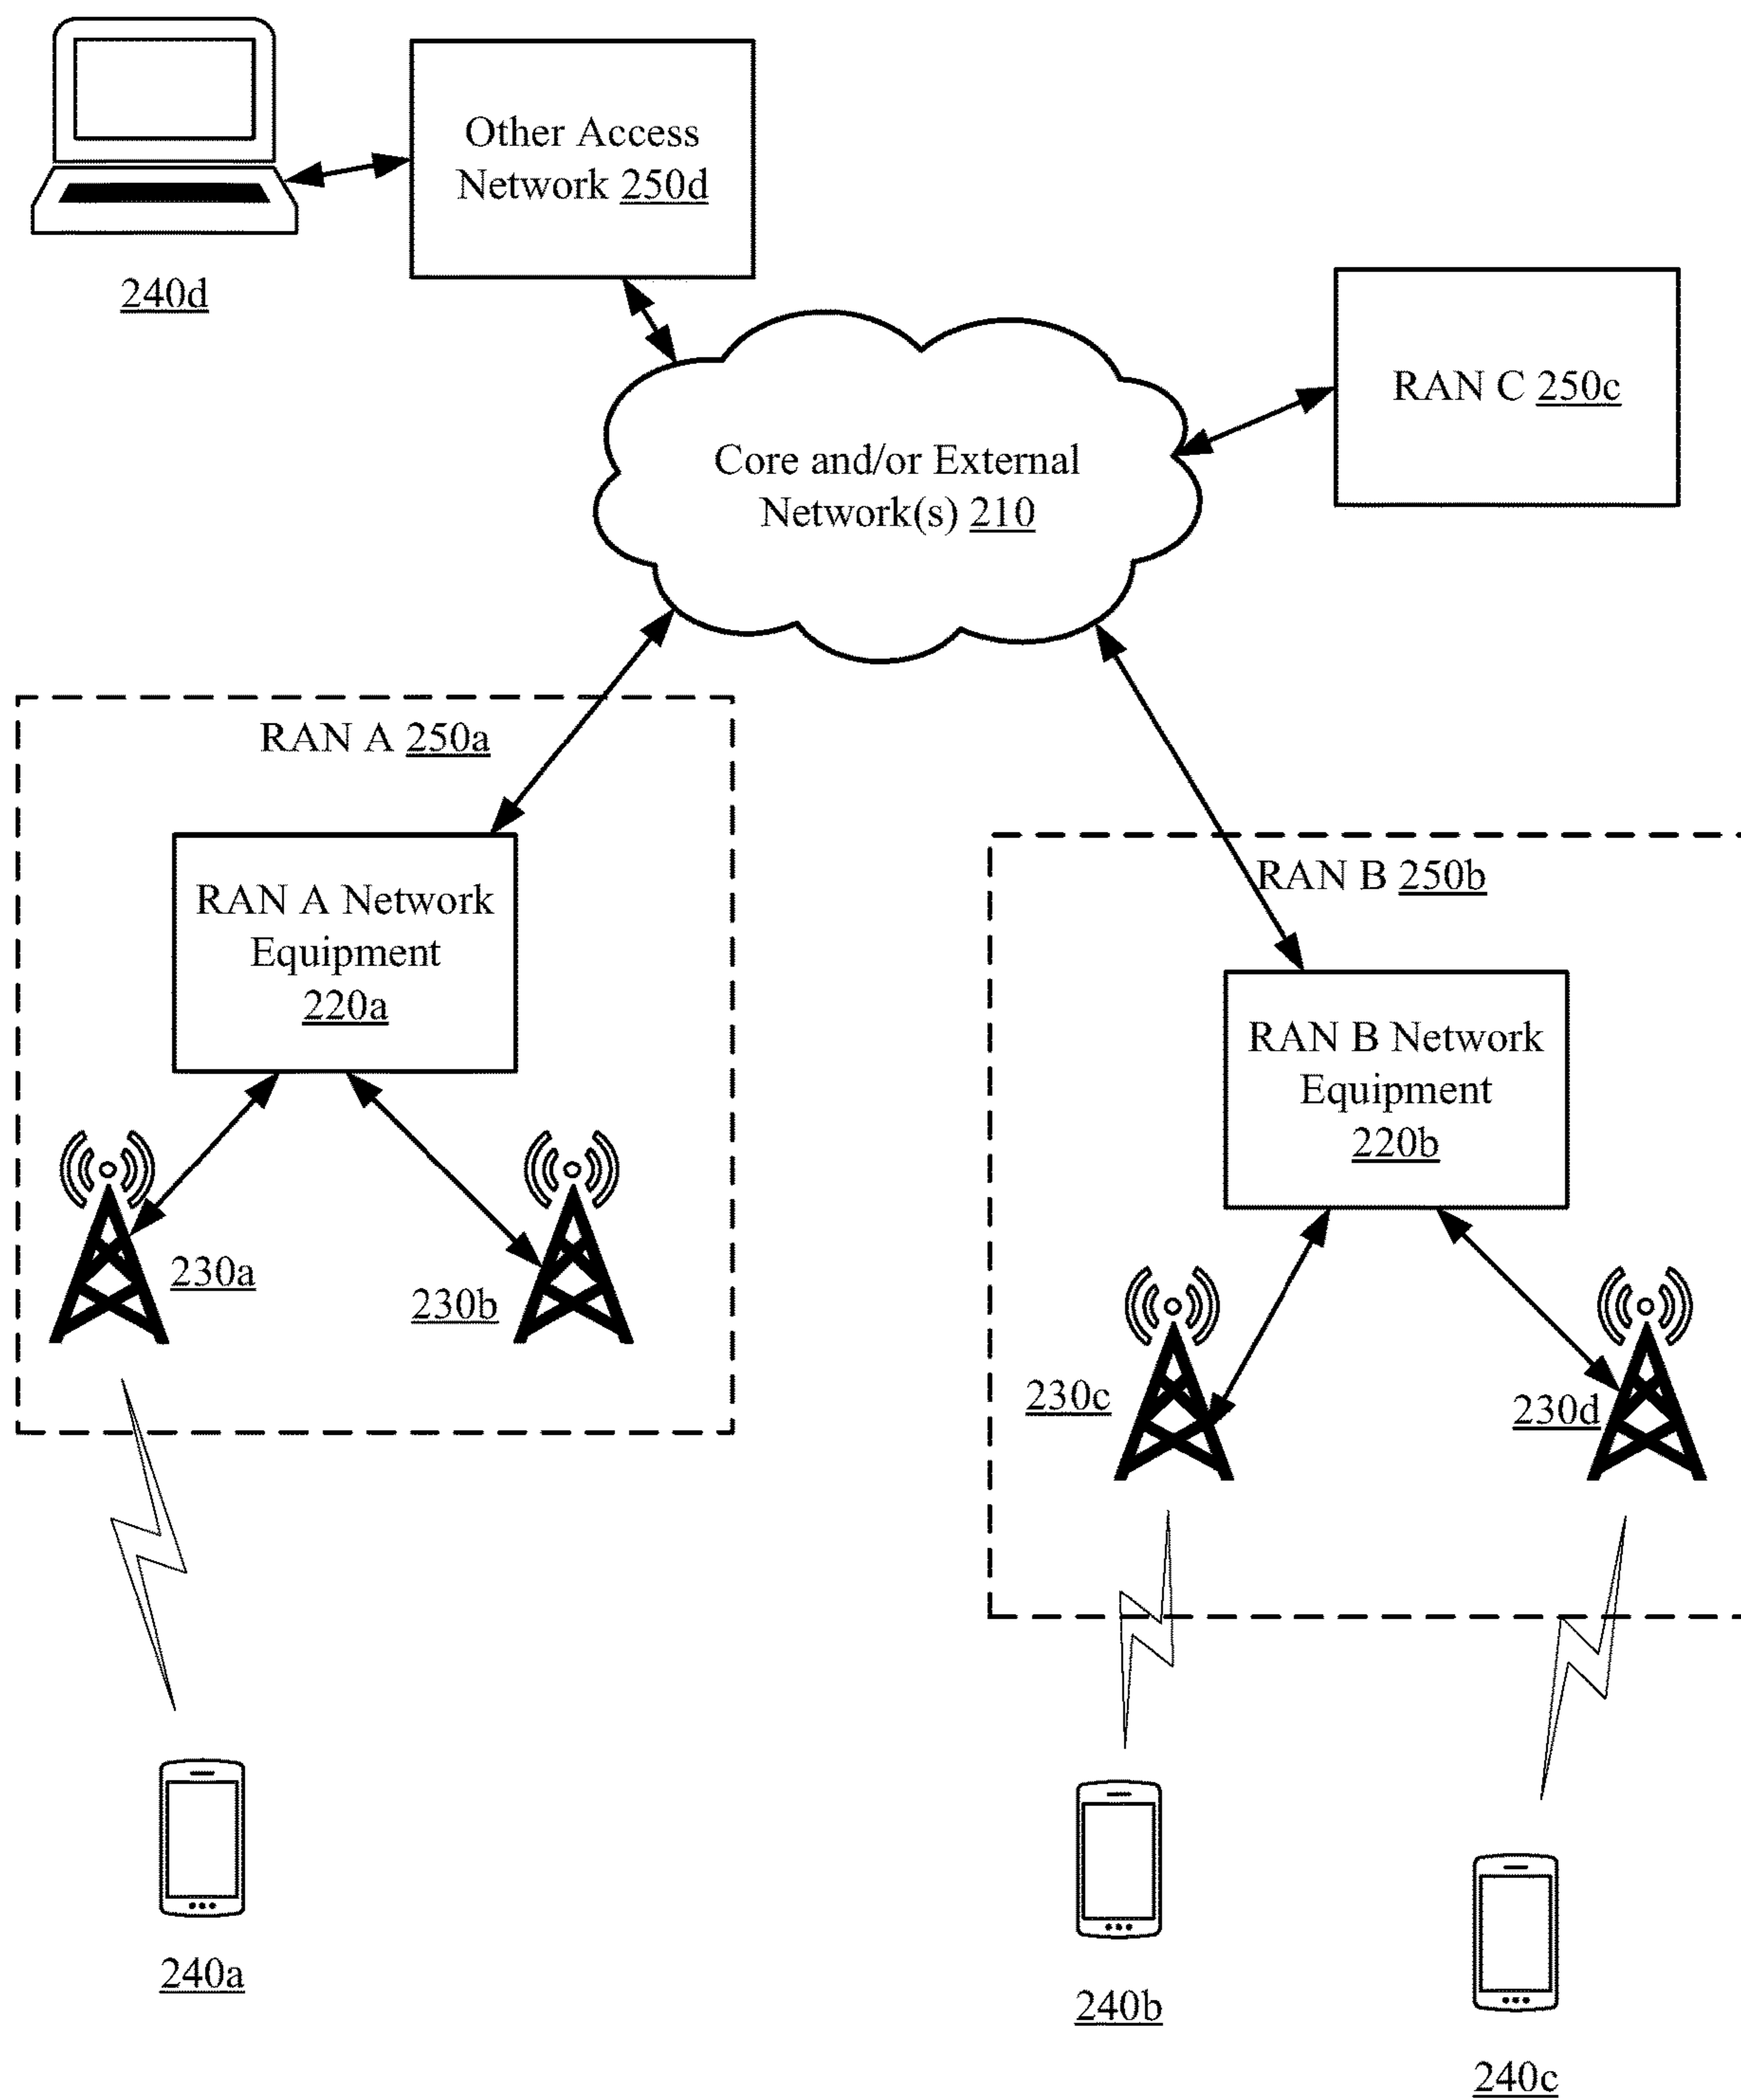 Other Access
Network 250d
240d
RAN C 250c
Core and/or External
Network(s) 210
RAN A 250a
RAN B 250b
RAN A Network
Equipment
220a
RAN B Network
Equipment
220b
230a
230b
230c
230d
240a
240b
240c